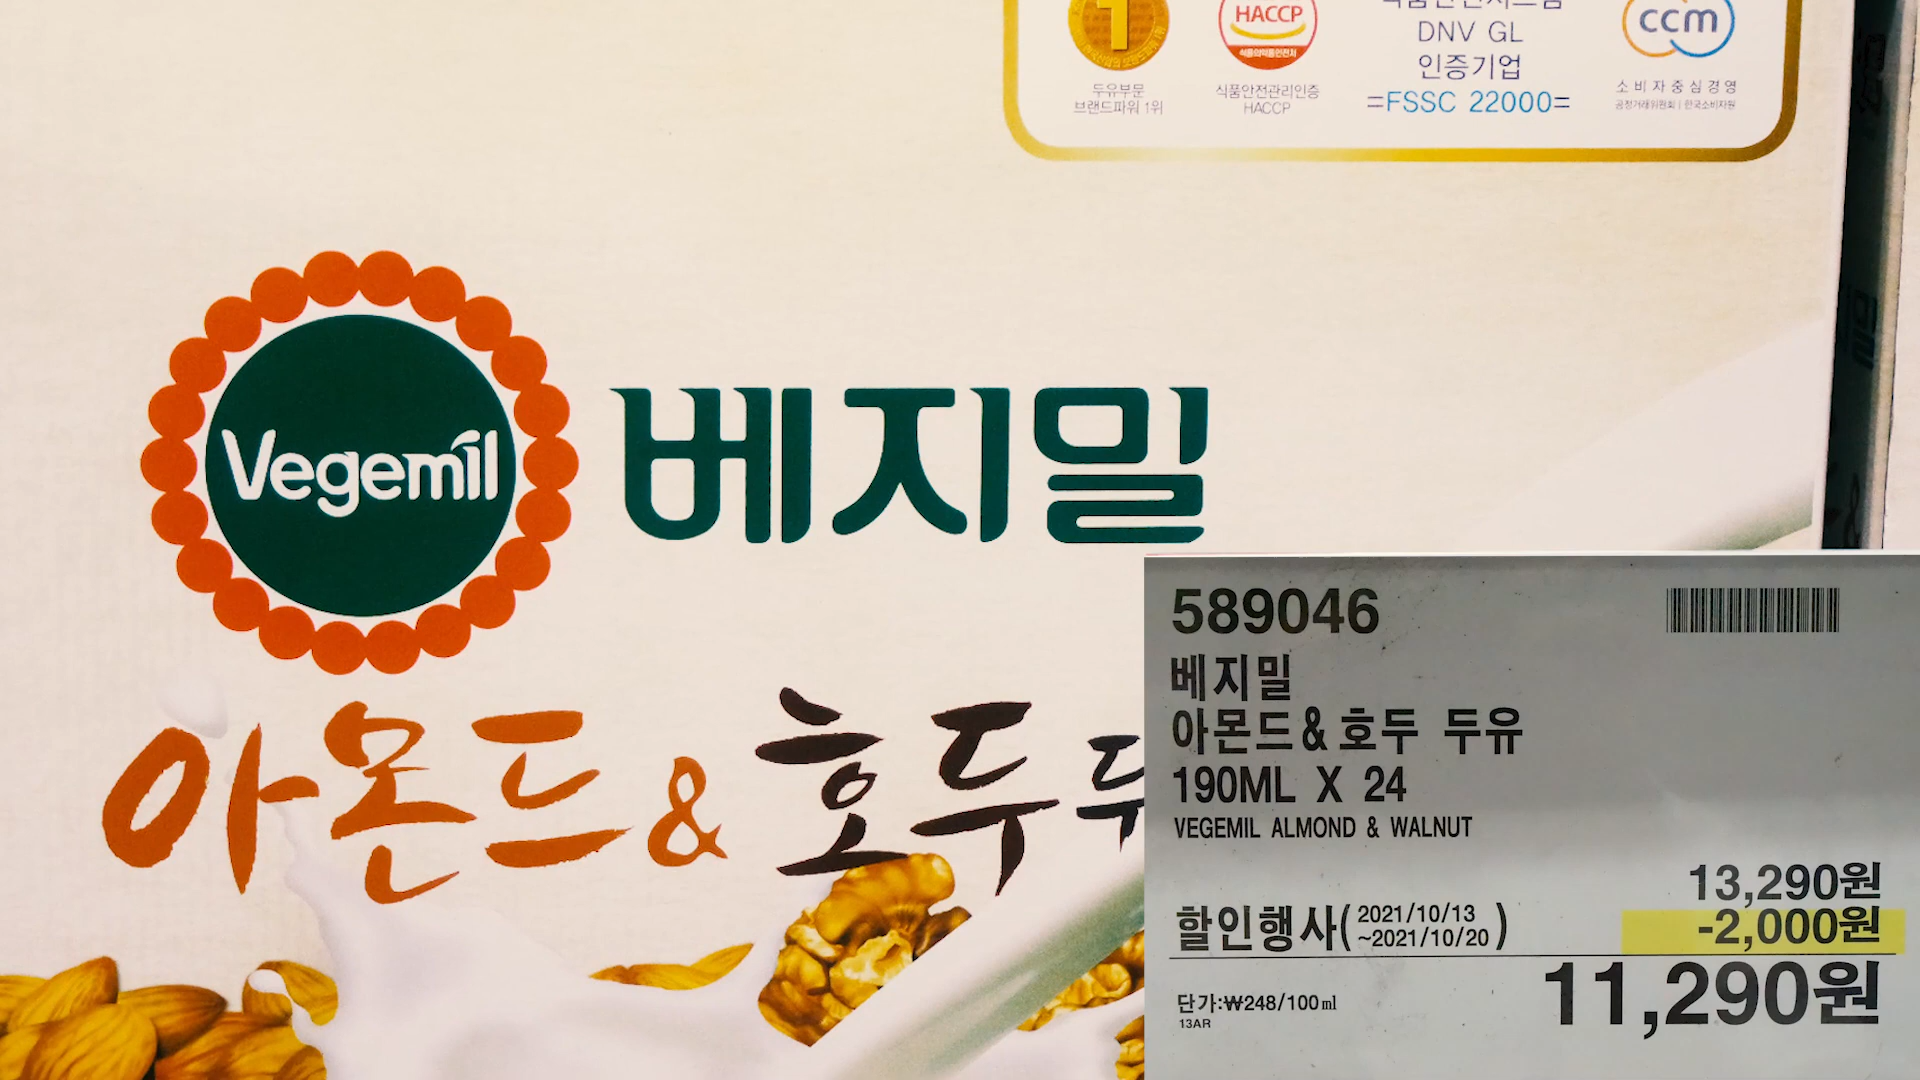 1
HACCP
식품의약품안전처
DNV GL
인증기업
=FSSC 22000=
ccm
두유부문
브랜드파워 1위
식품안전관리인증
HACCP
소비자중심경영
공정거래위원회 | 한국소비자원
Vegemil
베지밀
아몬드 & 호두
589046
베지밀
아몬드&호두 두유
190ML X 24
VEGEMIL ALMOND & WALNUT
13,290원
할인행사(2021/10/13 ~2021/10/20) -2,000원
11,290원
단가:₩248/100ml
13AR